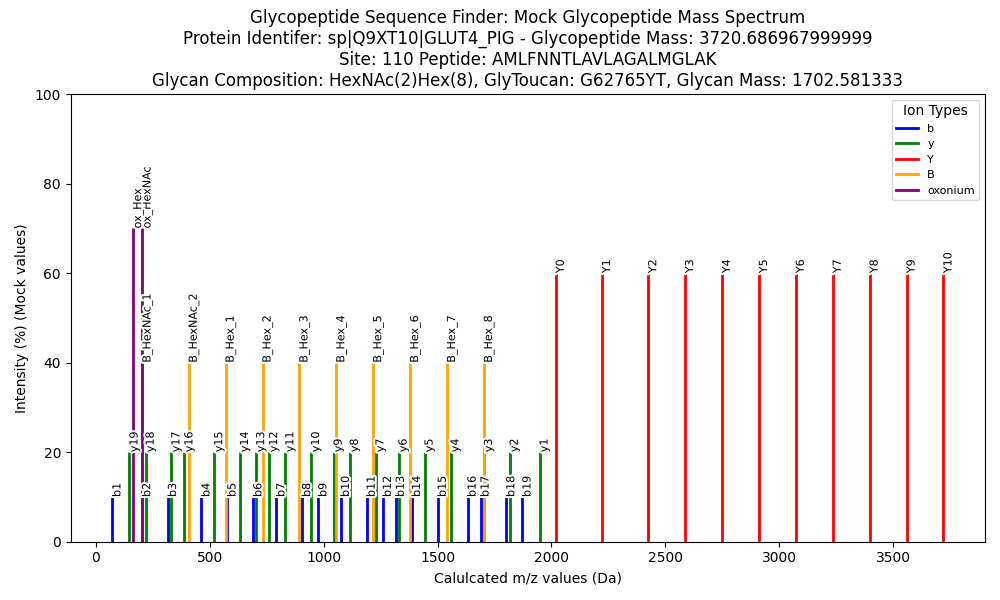 Glycopeptide Sequence Finder: Mock Glycopeptide Mass Spectrum
Protein Identifer: sp|Q9XT10|GLUT4_PIG - Glycopeptide Mass: 3720.686967999999
Site: 110 Peptide: AMLFNNTLAVLAGALMGLAK
Glycan Composition: HexNAc(2)Hex(8), GlyToucan: G62765YT, Glycan Mass: 1702.581333
Intensity (%) (Mock values)
100
80
60
40
20
0
Ion Types
b
y
Y
B
oxonium
ox_Hex
ox_HexNAc
Y0
Y1
Y2
Y3
Y4
Y5
Y6
Y7
Y8
Y9
Y10
B_HexNAc_1
B_HexNAc_2
B_Hex_1
B_Hex_2
B_Hex_3
B_Hex_4
B_Hex_5
B_Hex_6
B_Hex_7
B_Hex_8
y19
y18
y17
y16
y15
y14
y13
y12
y11
y10
y9
y8
y7
y6
y5
y4
y3
y2
y1
b1
b2
b3
b4
b5
b6
b7
b8
b9
b10
b11
b12
b13
b14
b15
b16
b17
b18
b19
0
500
1000
1500
2000
2500
3000
3500
Calulcated m/z values (Da)